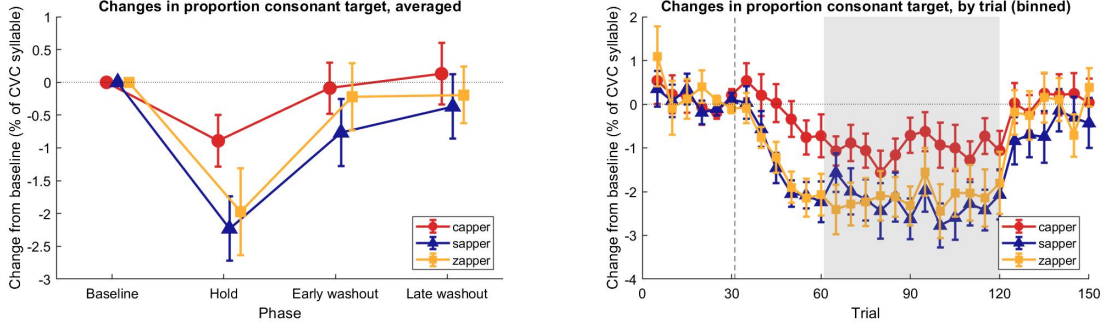 Changes in proportion consonant target, averaged
Change from baseline (% of CVC syllable)
1
0.5
0
-0.5
-1
-1.5
-2
-2.5
-3
Baseline
Hold
Early washout
Late washout
Phase
capper
sapper
zapper
Changes in proportion consonant target, by trial (binned)
Change from baseline (% of CVC syllable)
2
1
0
-1
-2
-3
-4
0
30
60
90
120
150
Trial
capper
sapper
zapper